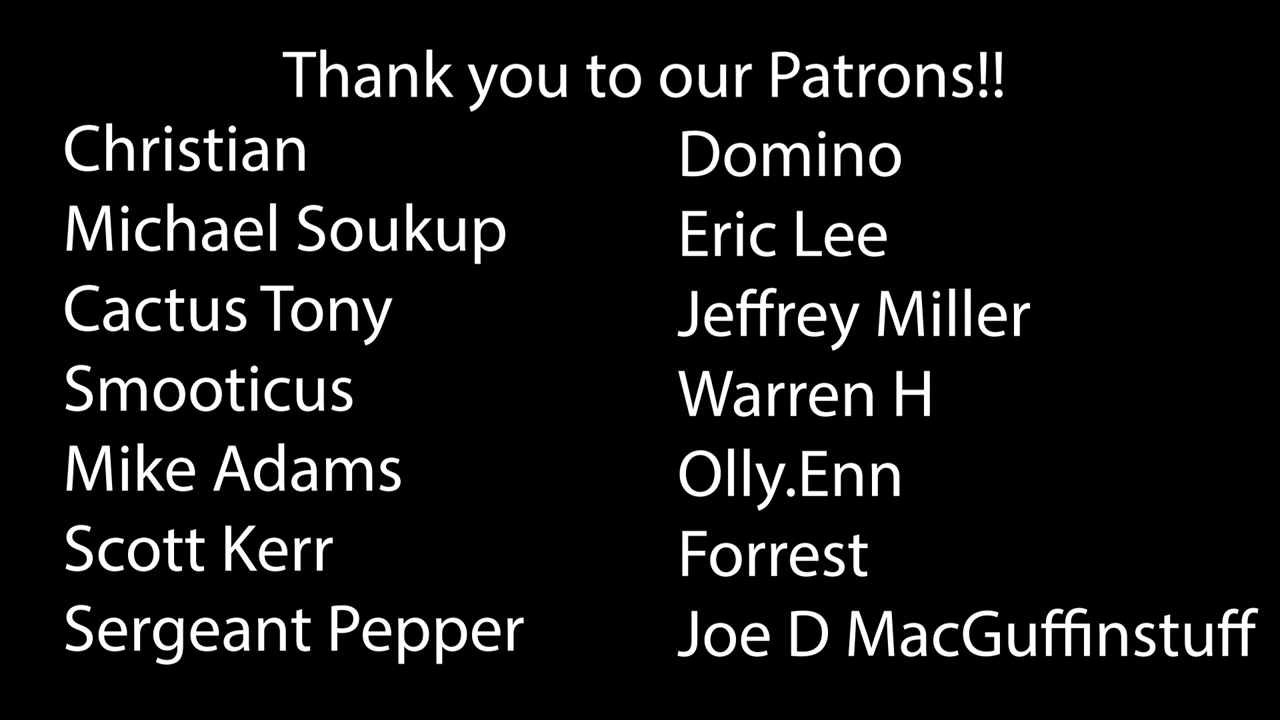 Thank you to our Patrons!!
Christian
Michael Soukup
Cactus Tony
Smooticus
Mike Adams
Scott Kerr
Sergeant Pepper
Domino
Eric Lee
Jeffrey Miller
Warren H
Olly.Enn
Forrest
Joe D MacGuffinstuff